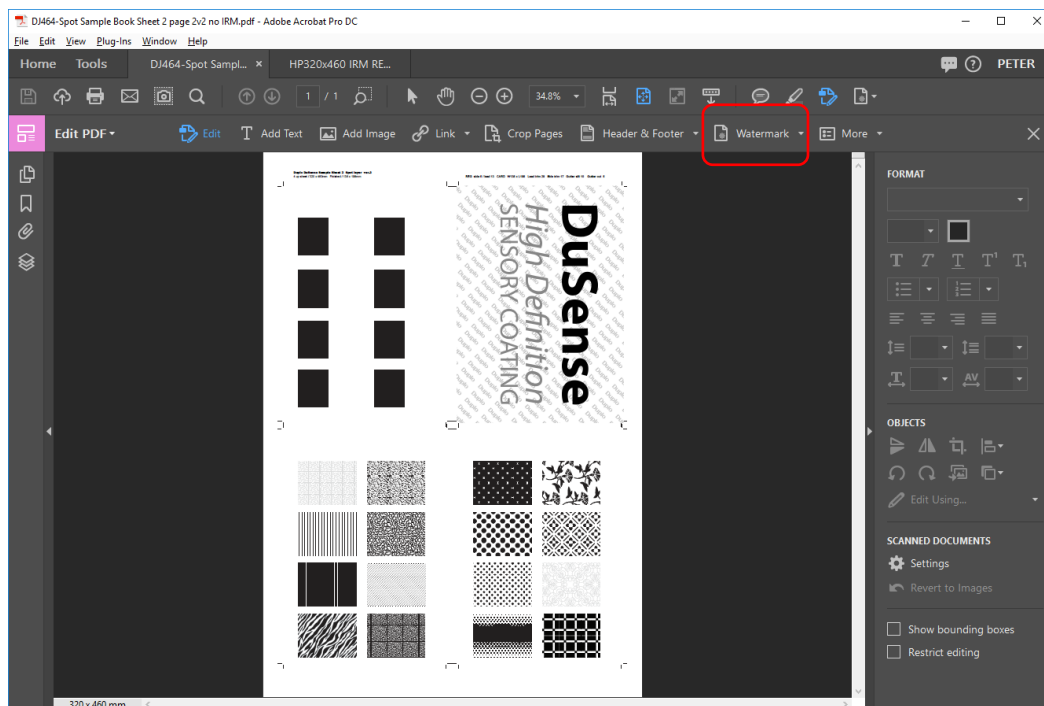 DJ464-Spot Sample Book Sheet 2 page 2v2 no IRM.pdf - Adobe Acrobat Pro DC
File Edit View Plug-Ins Window Help
Home Tools DJ464-Spot Sampl... × HP320x460 IRM RE... PETER
1 / 1 34.8%
Edit PDF Edit Add Text Add Image Link Crop Pages Header & Footer Watermark More
DuSense
High Definition
SENSORY COATING
FORMAT
OBJECTS
Edit Using...
SCANNED DOCUMENTS
Settings
Revert to Images
Show bounding boxes
Restrict editing
320 x 460 mm